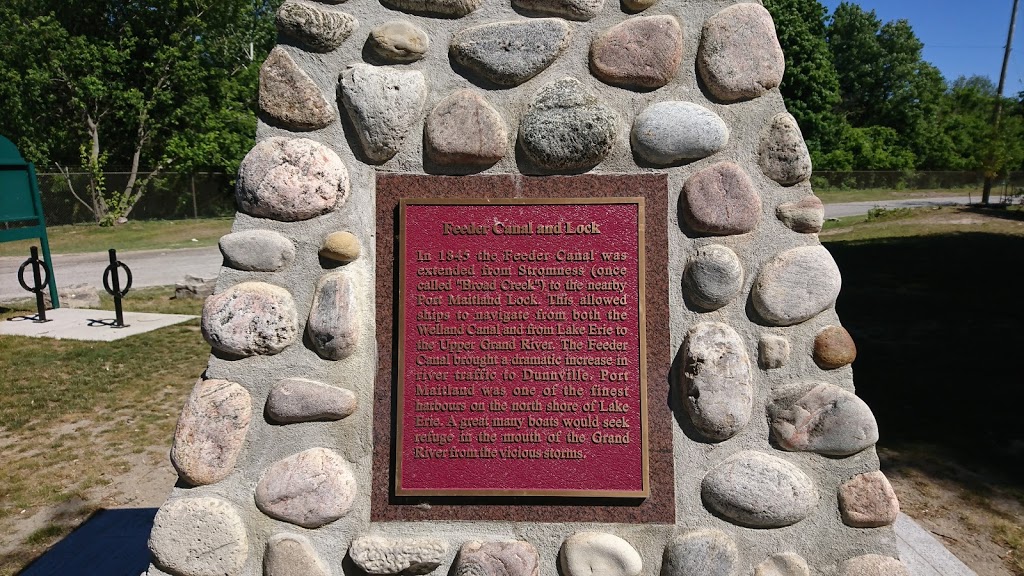 Feeder Canal and Lock
In 1845 the Feeder Canal was
extended from Stromness (once
called "Broad Creek") to the nearby
Port Maitland Lock. This allowed
ships to navigate from both the
Welland Canal and from Lake Erie to
the Upper Grand River. The Feeder
Canal brought a dramatic increase in
river traffic to Dunnville. Port
Maitland was one of the finest
harbours on the north shore of Lake
Erie. A great many boats would seek
refuge in the mouth of the Grand
River from the vicious storms.